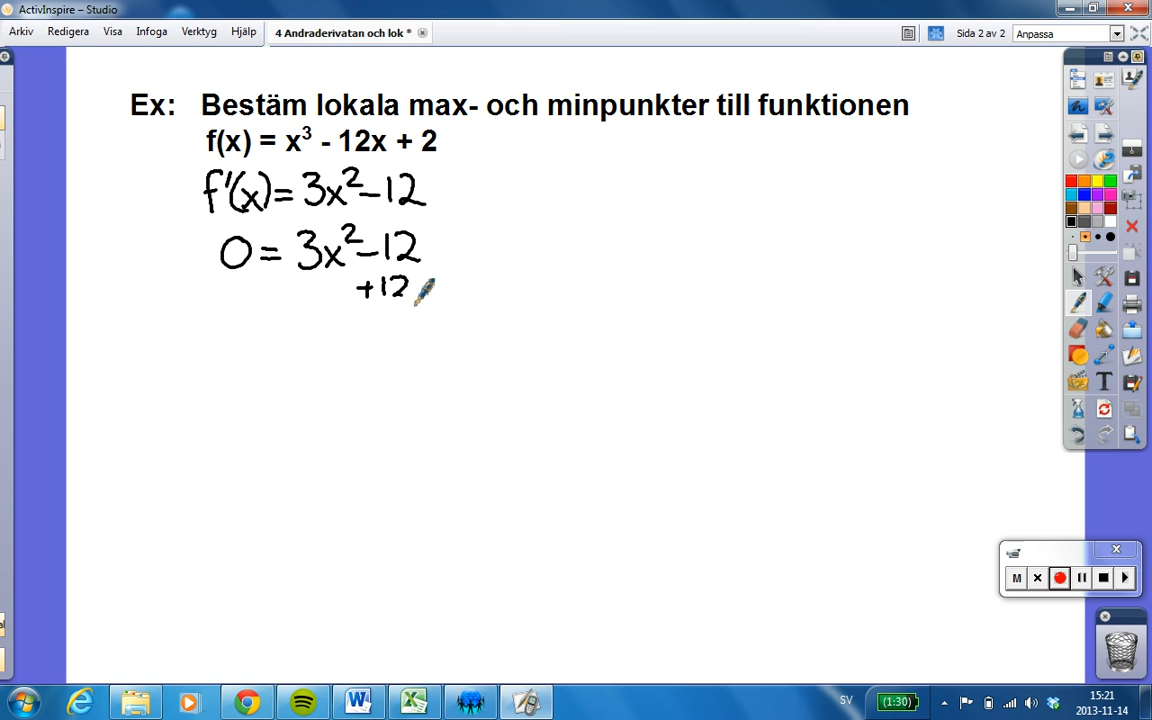 ActivInspire – Studio
Arkiv Redigera Visa Infoga Verktyg Hjälp 4 Andraderivatan och lok * Sida 2 av 2 Anpassa
Ex: Bestäm lokala max- och minpunkter till funktionen
f(x) = x³ - 12x + 2
f'(x) = 3x² − 12
0 = 3x² − 12
+12
M
SV (1:30) 15:21
2013-11-14